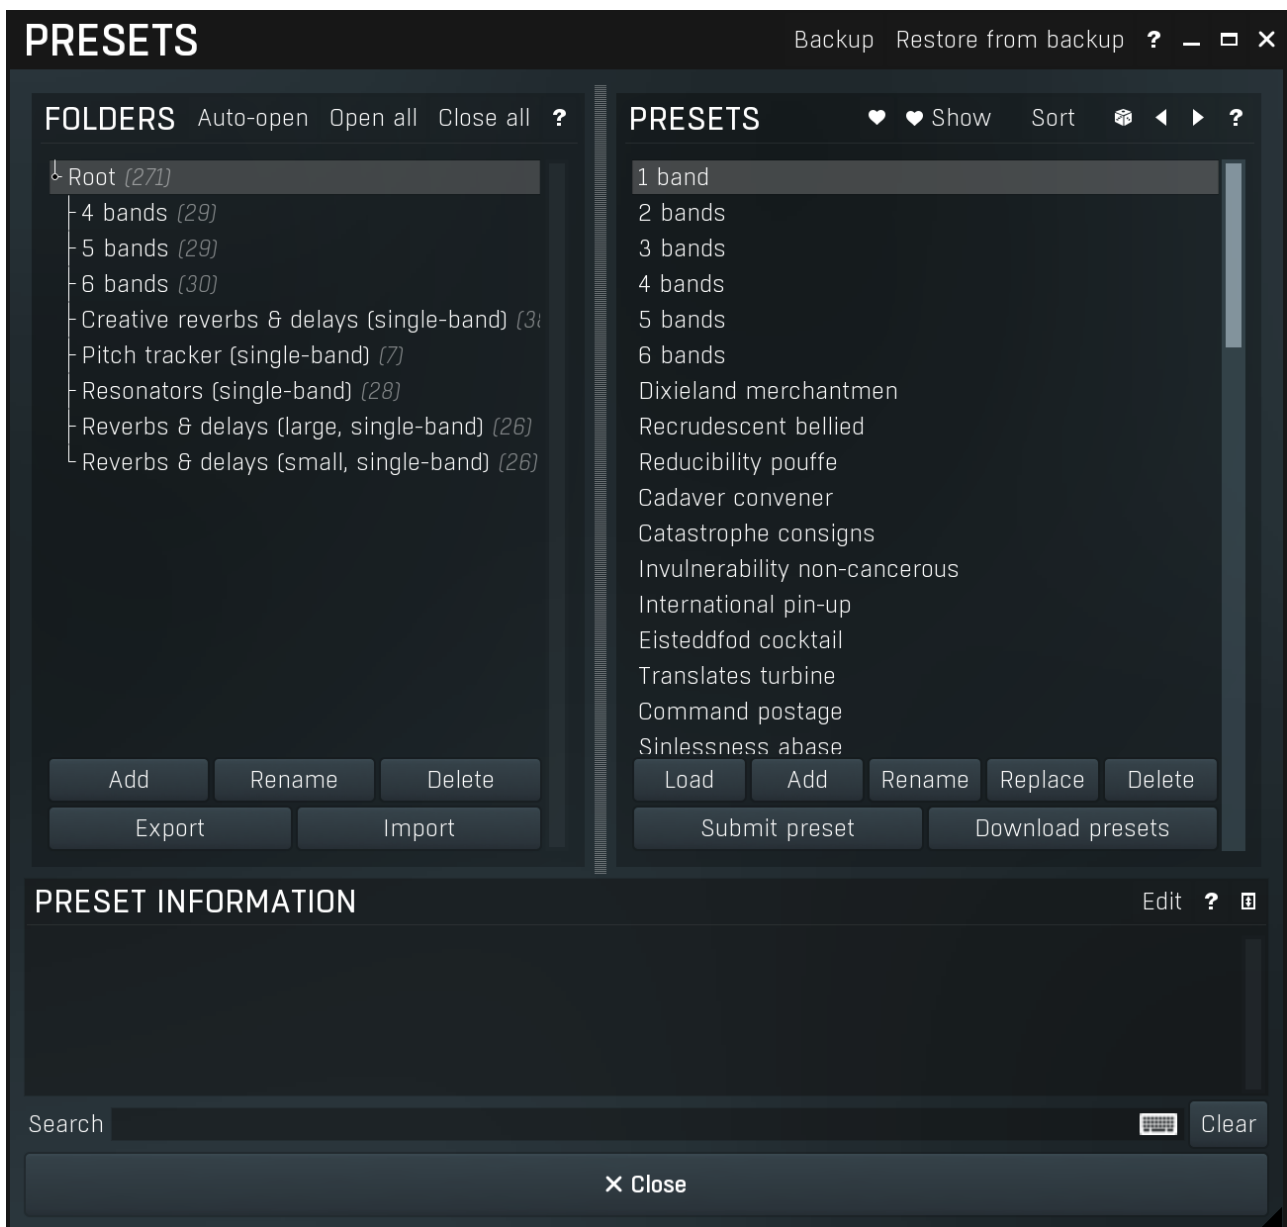 PRESETS Backup Restore from backup ?
FOLDERS Auto-open Open all Close all ?
Root (271)
4 bands (29)
5 bands (29)
6 bands (30)
Creative reverbs & delays (single-band)
Pitch tracker (single-band) (7)
Resonators (single-band) (28)
Reverbs & delays (large, single-band) (26)
Reverbs & delays (small, single-band) (26)
Add Rename Delete
Export Import
PRESETS Show Sort ?
1 band
2 bands
3 bands
4 bands
5 bands
6 bands
Dixieland merchantmen
Recrudescent bellied
Reducibility pouffe
Cadaver convener
Catastrophe consigns
Invulnerability non-cancerous
International pin-up
Eisteddfod cocktail
Translates turbine
Command postage
Sinlessness abase
Load Add Rename Replace Delete
Submit preset Download presets
PRESET INFORMATION Edit ?
Search Clear
Close